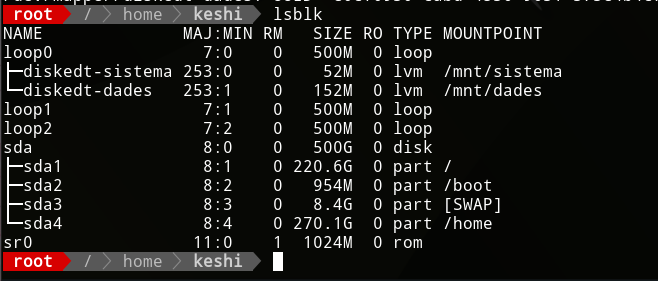 root / home keshi lsblk
NAME MAJ:MIN RM SIZE RO TYPE MOUNTPOINT
loop0 7:0 0 500M 0 loop
├─diskedt-sistema 253:0 0 52M 0 lvm /mnt/sistema
└─diskedt-dades 253:1 0 152M 0 lvm /mnt/dades
loop1 7:1 0 500M 0 loop
loop2 7:2 0 500M 0 loop
sda 8:0 0 500G 0 disk
├─sda1 8:1 0 220.6G 0 part /
├─sda2 8:2 0 954M 0 part /boot
├─sda3 8:3 0 8.4G 0 part [SWAP]
└─sda4 8:4 0 270.1G 0 part /home
sr0 11:0 1 1024M 0 rom
root / home keshi